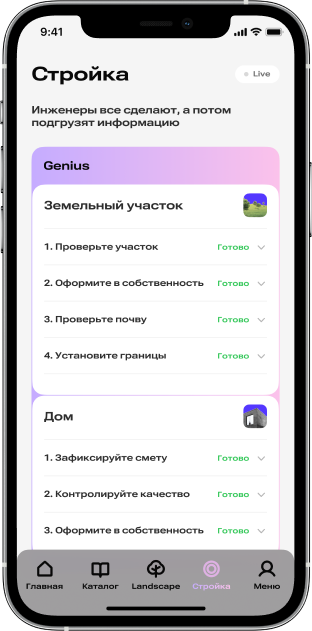 9:41
Стройка
Live
Инженеры все сделают, а потом
подгрузят информацию
Genius
Земельный участок
1. Проверьте участок Готово
2. Оформите в собственность Готово
3. Проверьте почву Готово
4. Установите границы Готово
Дом
1. Зафиксируйте смету Готово
2. Контролируйте качество Готово
3. Оформите в собственность Готово
Главная Каталог Landscape Стройка Меню